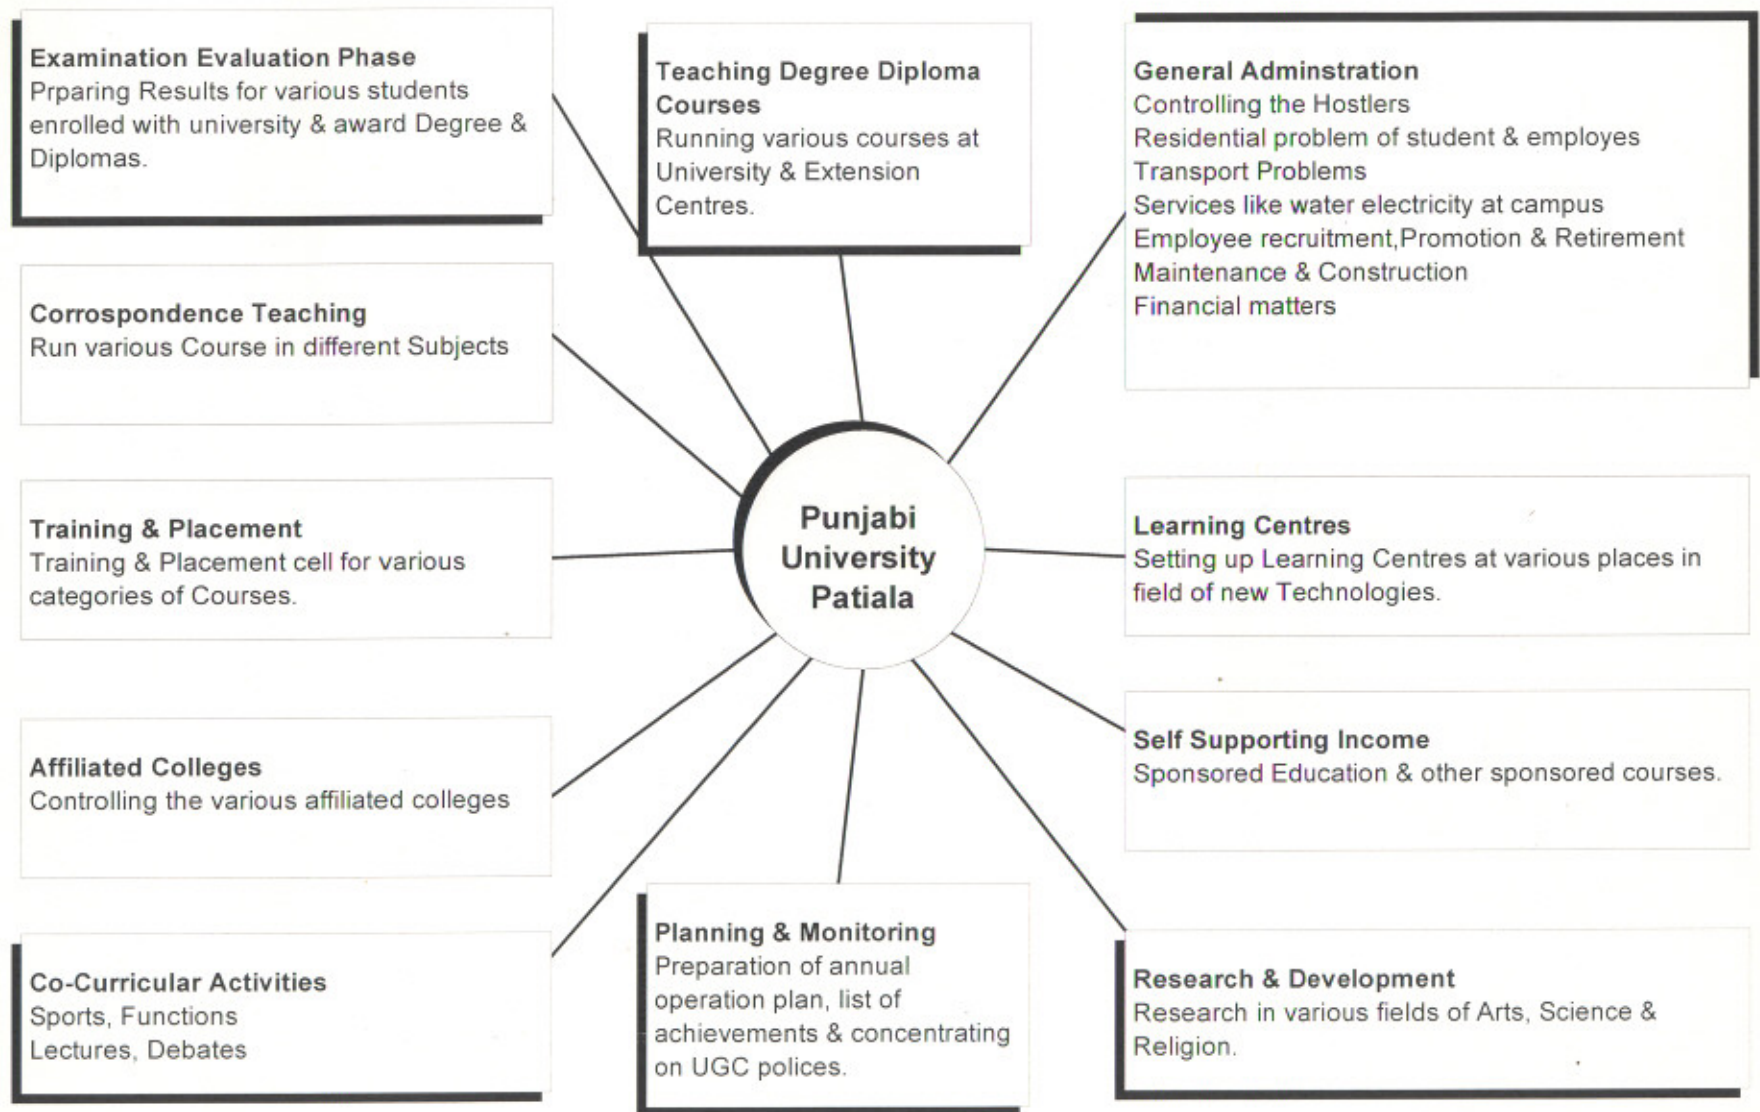 Examination Evaluation Phase
Prparing Results for various students
enrolled with university & award Degree &
Diplomas.
Teaching Degree Diploma
Courses
Running various courses at
University & Extension
Centres.
General Adminstration
Controlling the Hostlers
Residential problem of student & employes
Transport Problems
Services like water electricity at campus
Employee recruitment,Promotion & Retirement
Maintenance & Construction
Financial matters
Corrospondence Teaching
Run various Course in different Subjects
Training & Placement
Training & Placement cell for various
categories of Courses.
Punjabi
University
Patiala
Learning Centres
Setting up Learning Centres at various places in
field of new Technologies.
Affiliated Colleges
Controlling the various affiliated colleges
Self Supporting Income
Sponsored Education & other sponsored courses.
Co-Curricular Activities
Sports, Functions
Lectures, Debates
Planning & Monitoring
Preparation of annual
operation plan, list of
achievements & concentrating
on UGC polices.
Research & Development
Research in various fields of Arts, Science &
Religion.